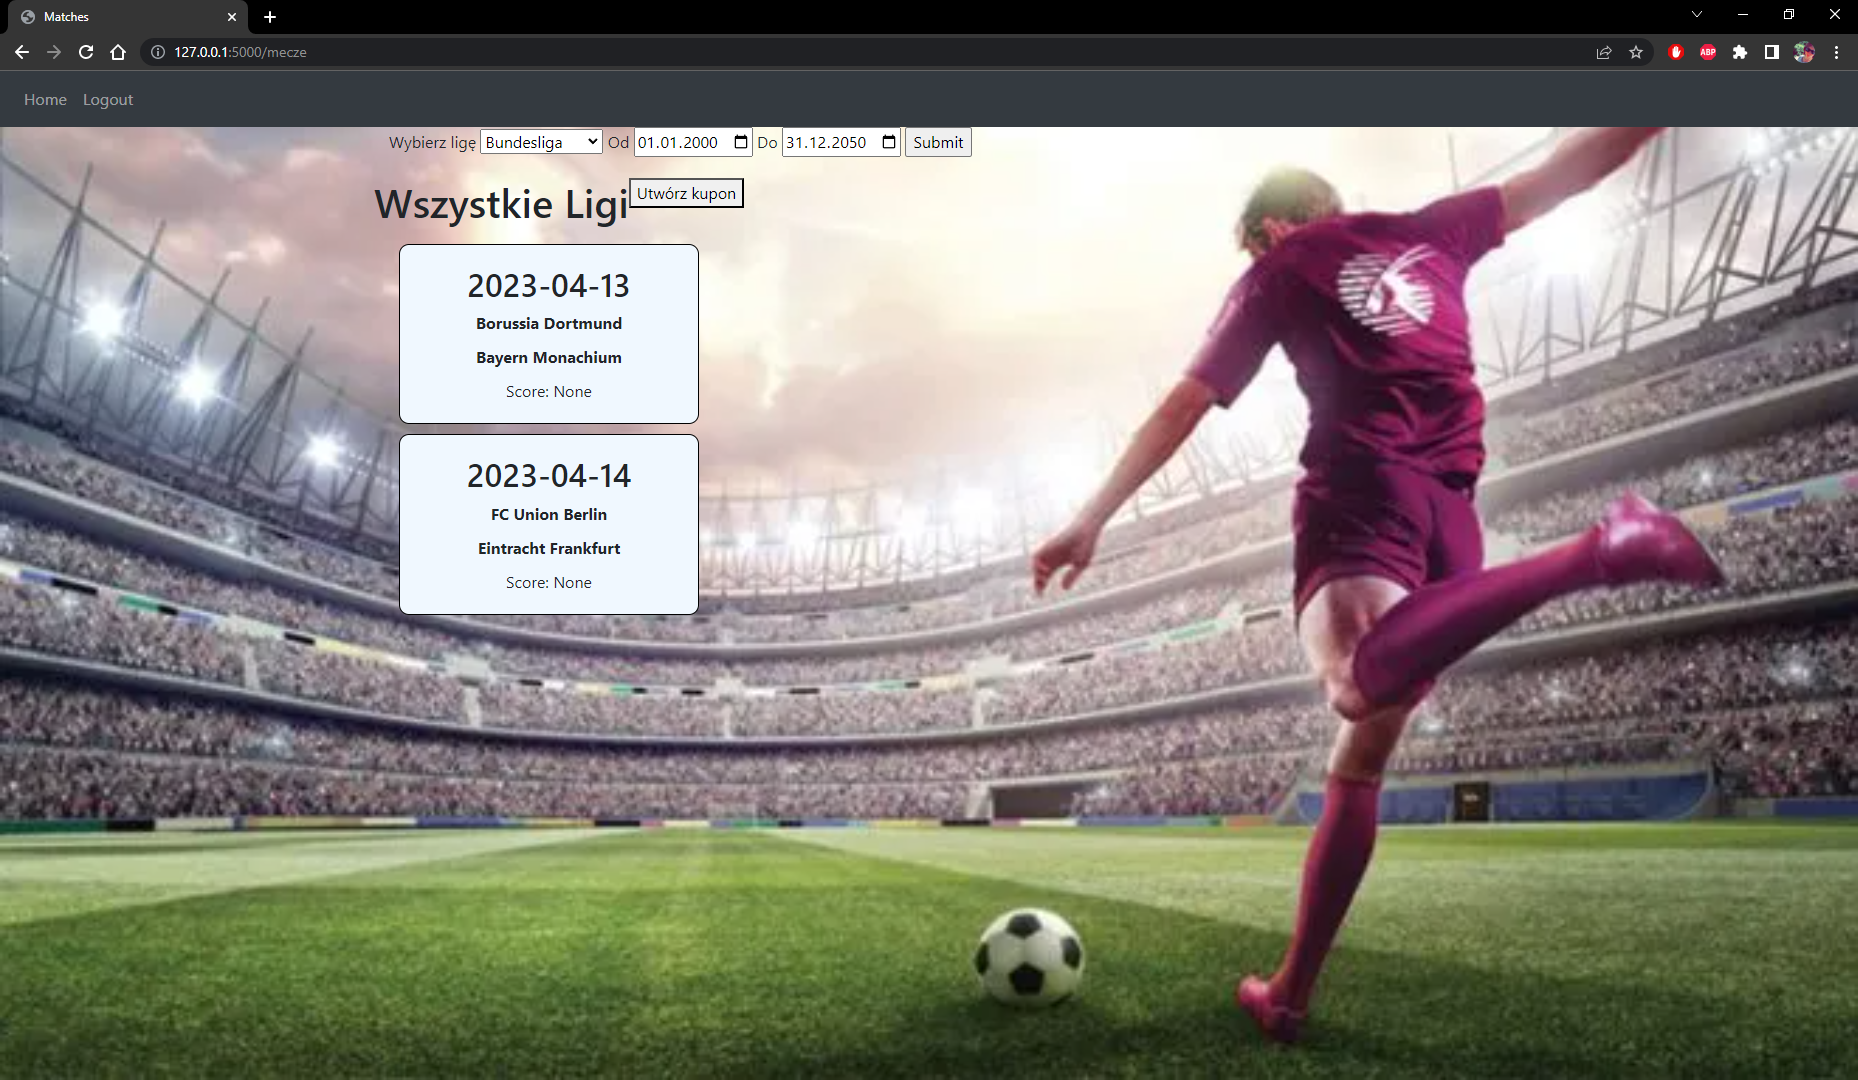 Matches
127.0.0.1:5000/mecze
ABP
Home Logout
Wybierz ligę Bundesliga Od 01.01.2000 Do 31.12.2050 Submit
Wszystkie Ligi Utwórz kupon
2023-04-13
Borussia Dortmund
Bayern Monachium
Score: None
2023-04-14
FC Union Berlin
Eintracht Frankfurt
Score: None